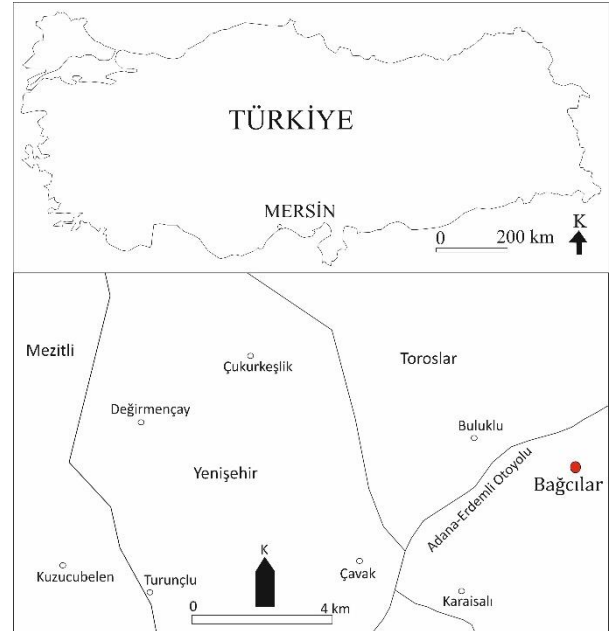 TÜRKİYE
MERSİN
K
0 200 km
Mezitli
Çukurkeşlik
Toroslar
Değirmençay
Buluklu
Yenişehir
Adana-Erdemli Otoyolu
Bağcılar
K
Kuzucubelen
Turunçlu
Çavak
Karaisalı
0 4 km